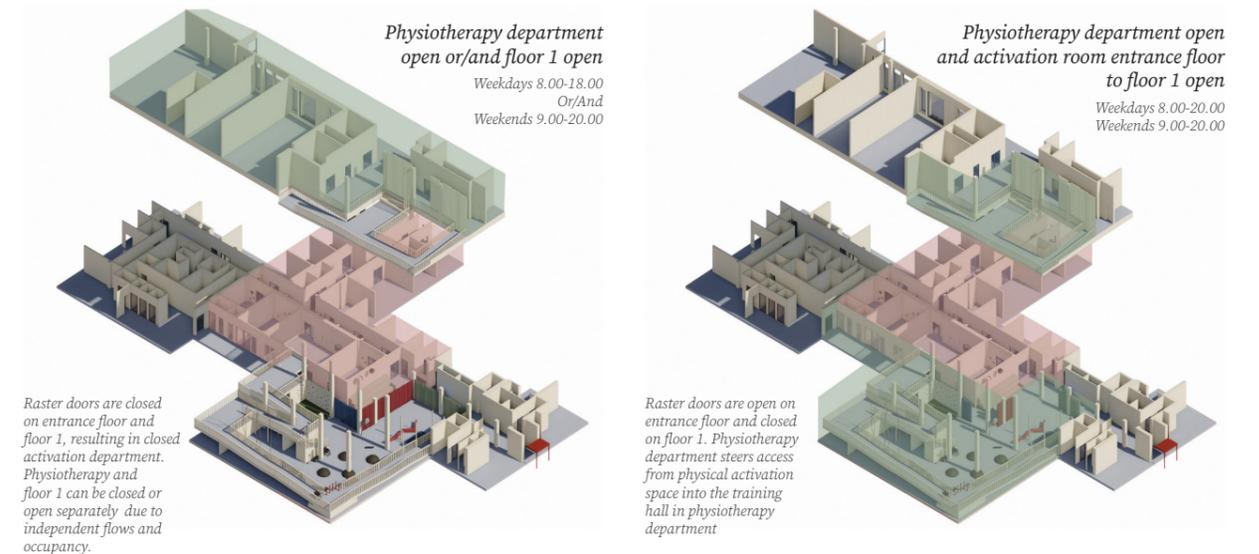 Physiotherapy department
open or/and floor 1 open
Weekdays 8.00-18.00
Or/And
Weekends 9.00-20.00
Raster doors are closed
on entrance floor and
floor 1, resulting in closed
activation department.
Physiotherapy and
floor 1 can be closed or
open separately due to
independent flows and
occupancy.
Physiotherapy department open
and activation room entrance floor
to floor 1 open
Weekdays 8.00-20.00
Weekends 9.00-20.00
Raster doors are open on
entrance floor and closed
on floor 1. Physiotherapy
department steers access
from physical activation
space into the training
hall in physiotherapy
department